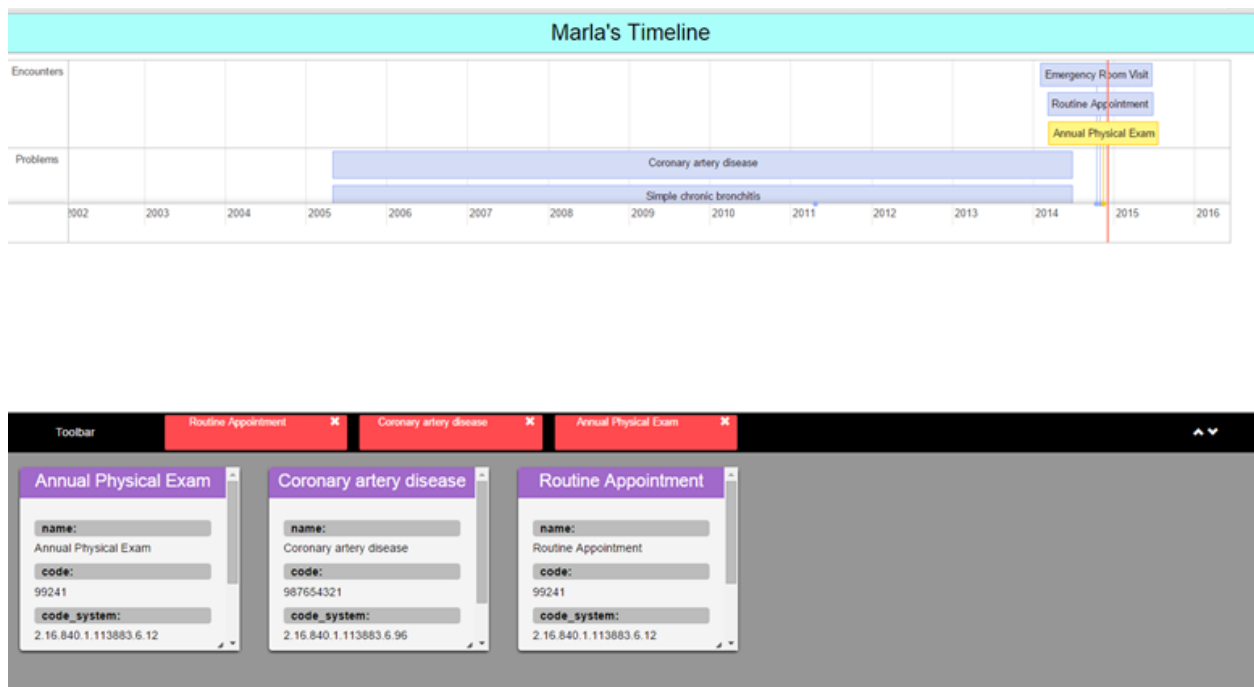 Marla's Timeline
Encounters
Emergency Room Visit
Routine Appointment
Annual Physical Exam
Problems
Coronary artery disease
Simple chronic bronchitis
2002 2003 2004 2005 2006 2007 2008 2009 2010 2011 2012 2013 2014 2015 2016
Toolbar Routine Appointment Coronary artery disease Annual Physical Exam
Annual Physical Exam
name:
Annual Physical Exam
code:
99241
code_system:
2.16.840.1.113883.6.12
Coronary artery disease
name:
Coronary artery disease
code:
987654321
code_system:
2.16.840.1.113883.6.96
Routine Appointment
name:
Routine Appointment
code:
99241
code_system:
2.16.840.1.113883.6.12